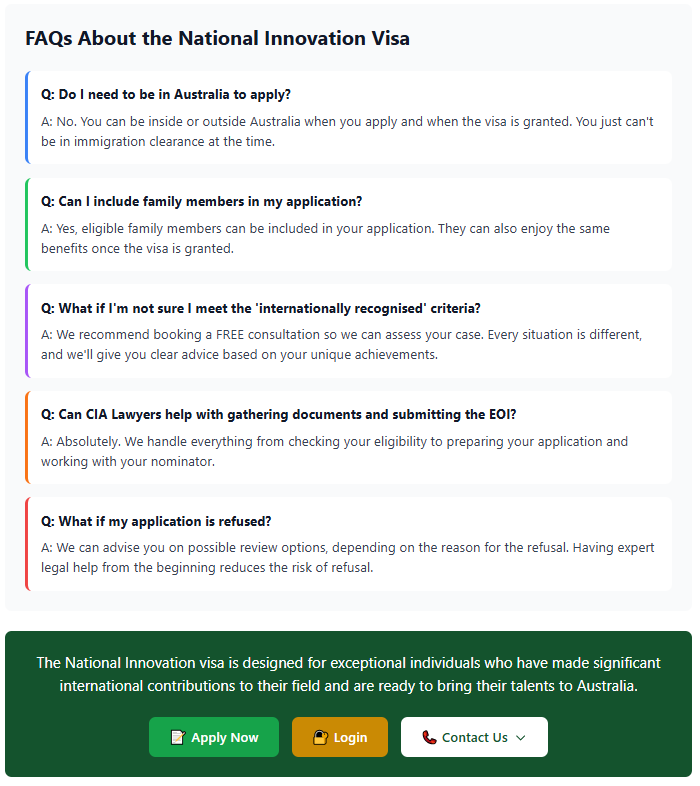 FAQs About the National Innovation Visa
Q: Do I need to be in Australia to apply?
A: No. You can be inside or outside Australia when you apply and when the visa is granted. You just can't
be in immigration clearance at the time.
Q: Can I include family members in my application?
A: Yes, eligible family members can be included in your application. They can also enjoy the same
benefits once the visa is granted.
Q: What if I'm not sure I meet the 'internationally recognised' criteria?
A: We recommend booking a FREE consultation so we can assess your case. Every situation is different,
and we'll give you clear advice based on your unique achievements.
Q: Can CIA Lawyers help with gathering documents and submitting the EOI?
A: Absolutely. We handle everything from checking your eligibility to preparing your application and
working with your nominator.
Q: What if my application is refused?
A: We can advise you on possible review options, depending on the reason for the refusal. Having expert
legal help from the beginning reduces the risk of refusal.
The National Innovation visa is designed for exceptional individuals who have made significant
international contributions to their field and are ready to bring their talents to Australia.
Apply Now
Login
Contact Us